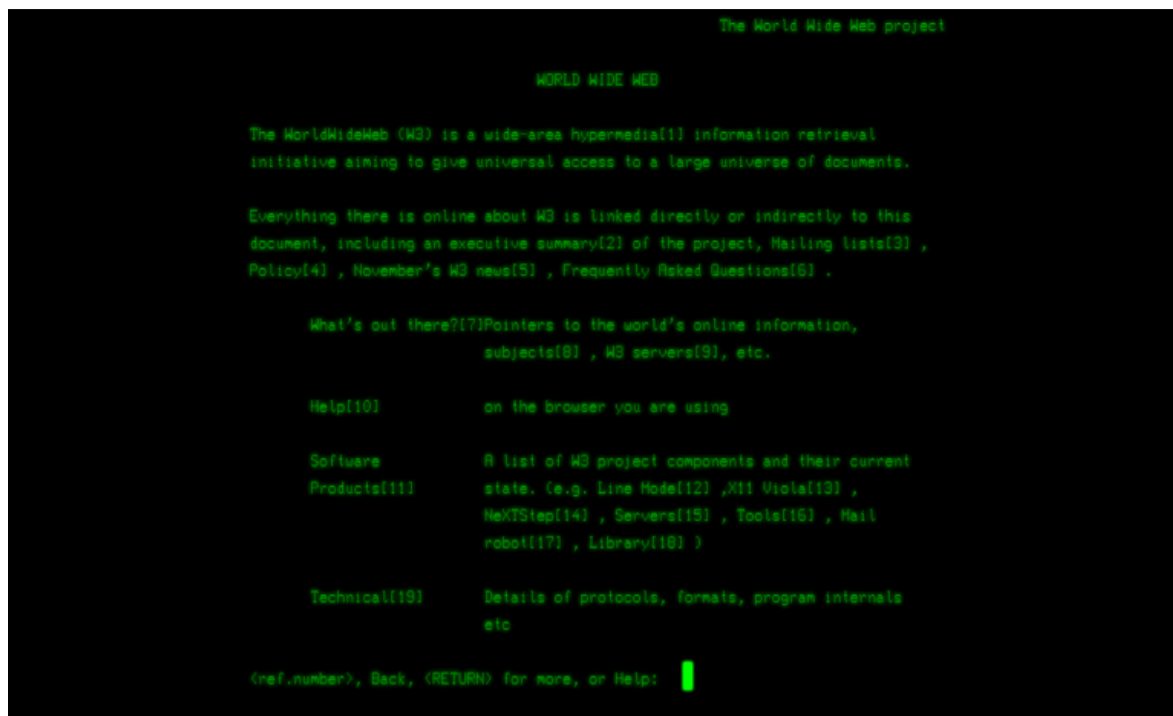 The World Wide Web project
WORLD WIDE WEB
The WorldWideWeb (W3) is a wide-area hypermedia[1] information retrieval
initiative aiming to give universal access to a large universe of documents.
Everything there is online about W3 is linked directly or indirectly to this
document, including an executive summary[2] of the project, Mailing lists[3] ,
Policy[4] , November's W3 news[5] , Frequently Asked Questions[6] .
What's out there?[7]Pointers to the world's online information,
subjects[8] , W3 servers[9], etc.
Help[10] on the browser you are using
Software A list of W3 project components and their current
Products[11] state. (e.g. Line Mode[12] ,X11 Viola[13] ,
NeXTStep[14] , Servers[15] , Tools[16] , Mail
robot[17] , Library[18] )
Technical[19] Details of protocols, formats, program internals
etc
<ref.number>, Back, <RETURN> for more, or Help: